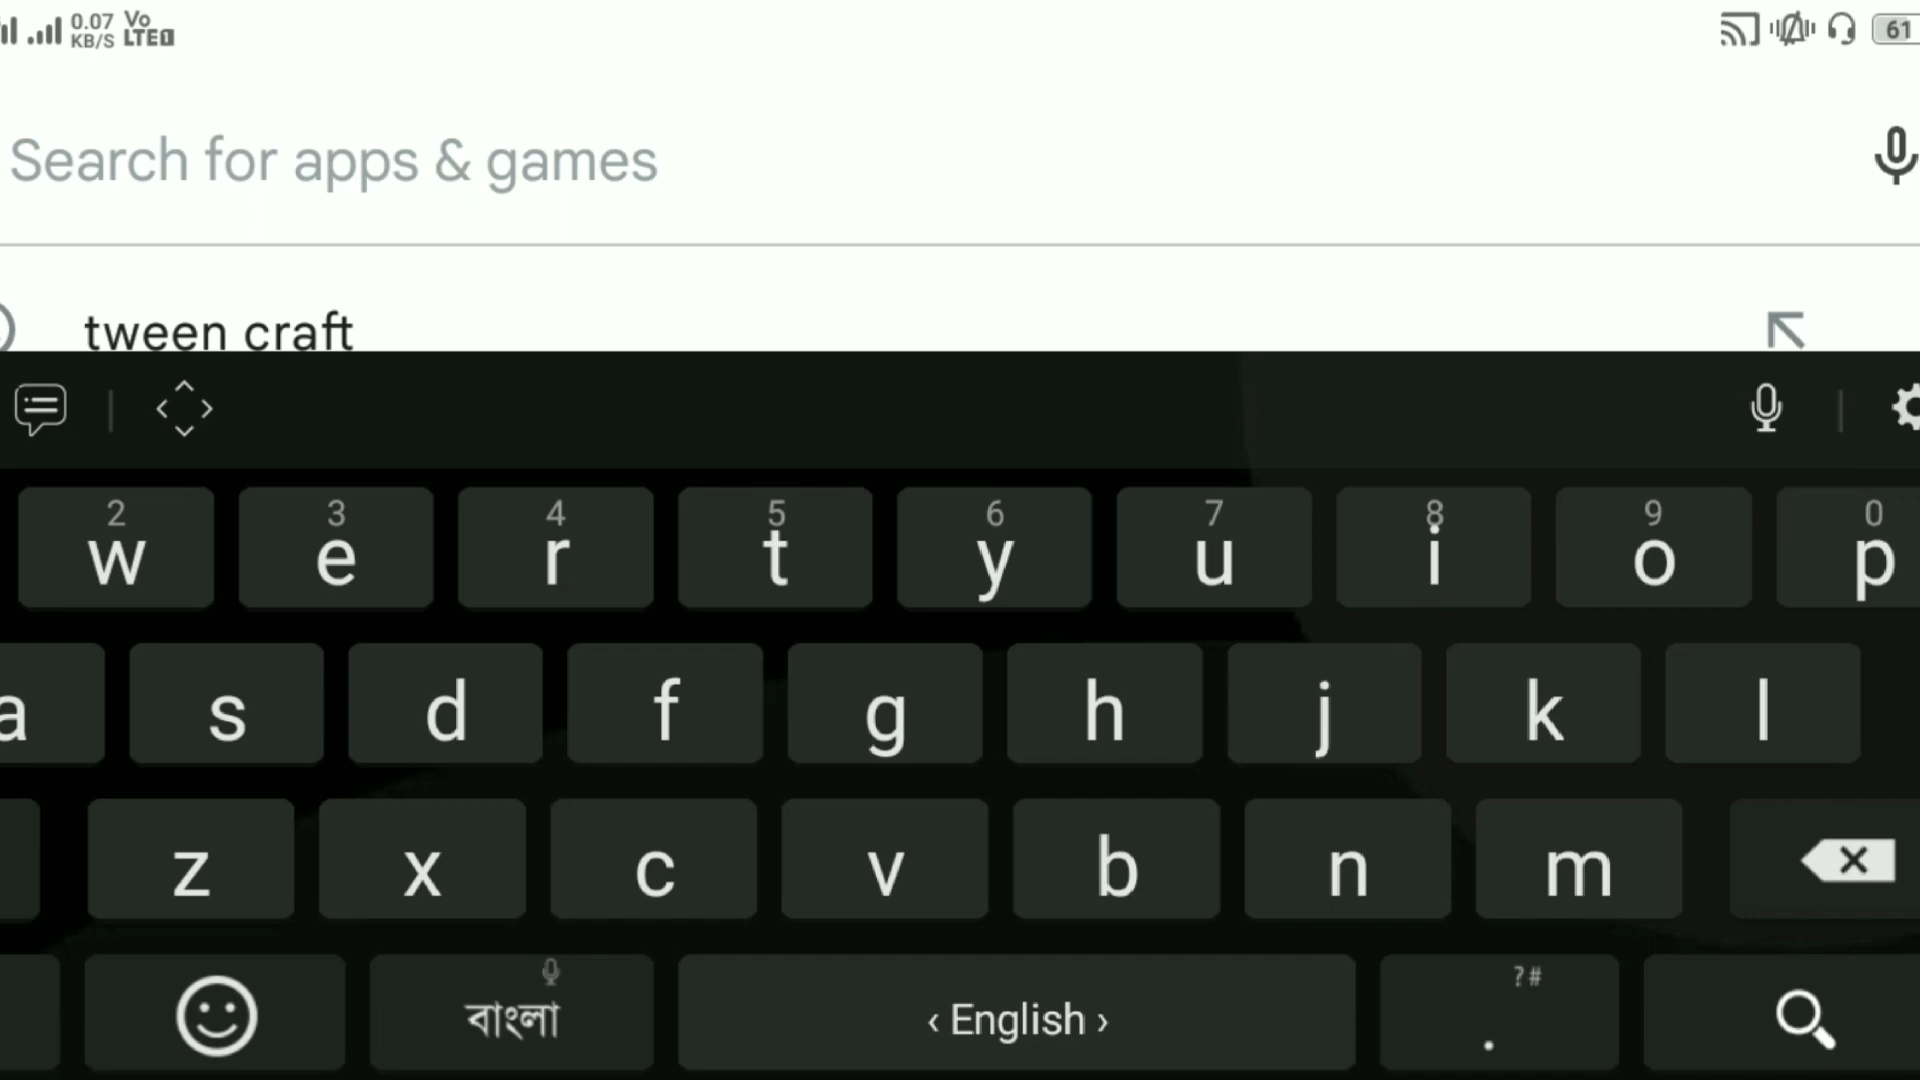 0.07 KB/S Vo LTE 61
Search for apps & games
tween craft
2 3 4 5 6 7 8 9 0
w e r t y u i o p
a s d f g h j k l
z x c v b n m
বাংলা ‹ English › . ?#